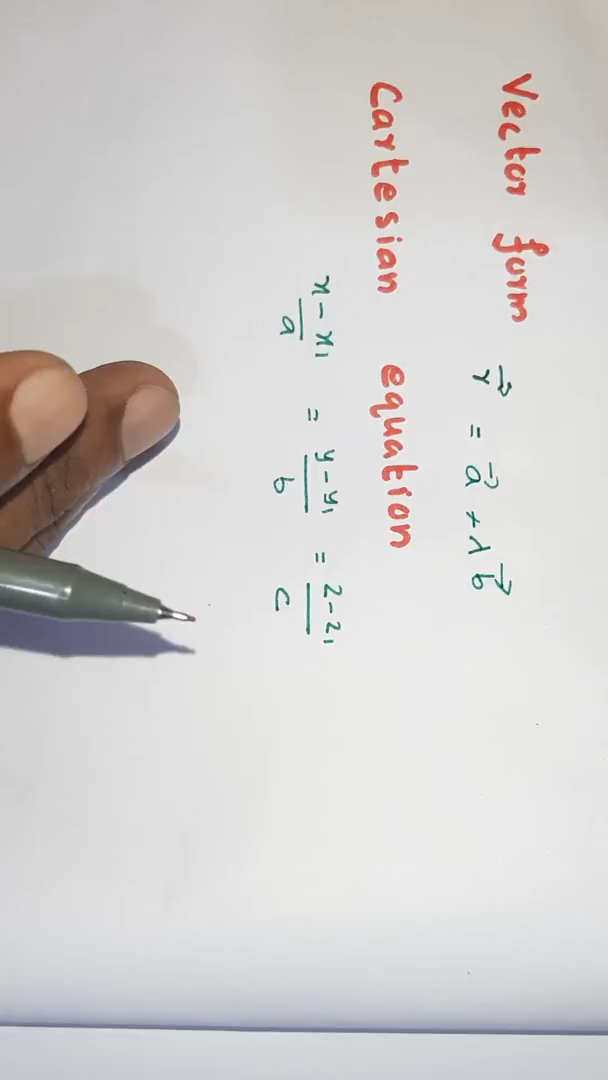 Vector form r⃗ = a⃗ + λb⃗
Cartesian equation
x - x₁/a = y - y₁/b = z - z₁/c